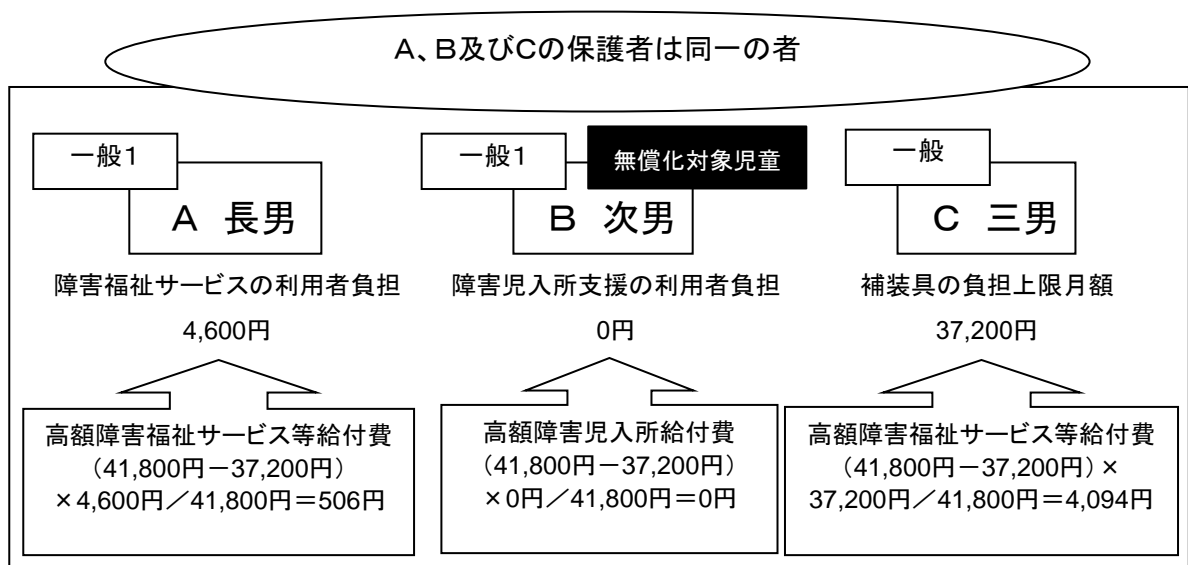 A、B及びCの保護者は同一の者
一般1
A 長男
障害福祉サービスの利用者負担
4,600円
高額障害福祉サービス等給付費
(41,800円-37,200円)
×4,600円/41,800円=506円
一般1
無償化対象児童
B 次男
障害児入所支援の利用者負担
0円
高額障害児入所給付費
(41,800円-37,200円)
×0円/41,800円=0円
一般
C 三男
補装具の負担上限月額
37,200円
高額障害福祉サービス等給付費
(41,800円-37,200円)×
37,200円/41,800円=4,094円